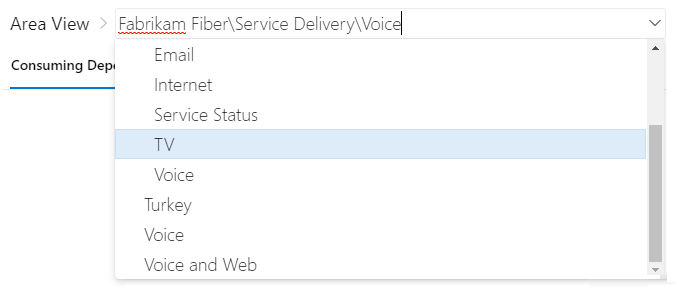 Area View > Fabrikam Fiber\Service Delivery\Voice
Email
Consuming Depe
Internet
Service Status
TV
Voice
Turkey
Voice
Voice and Web